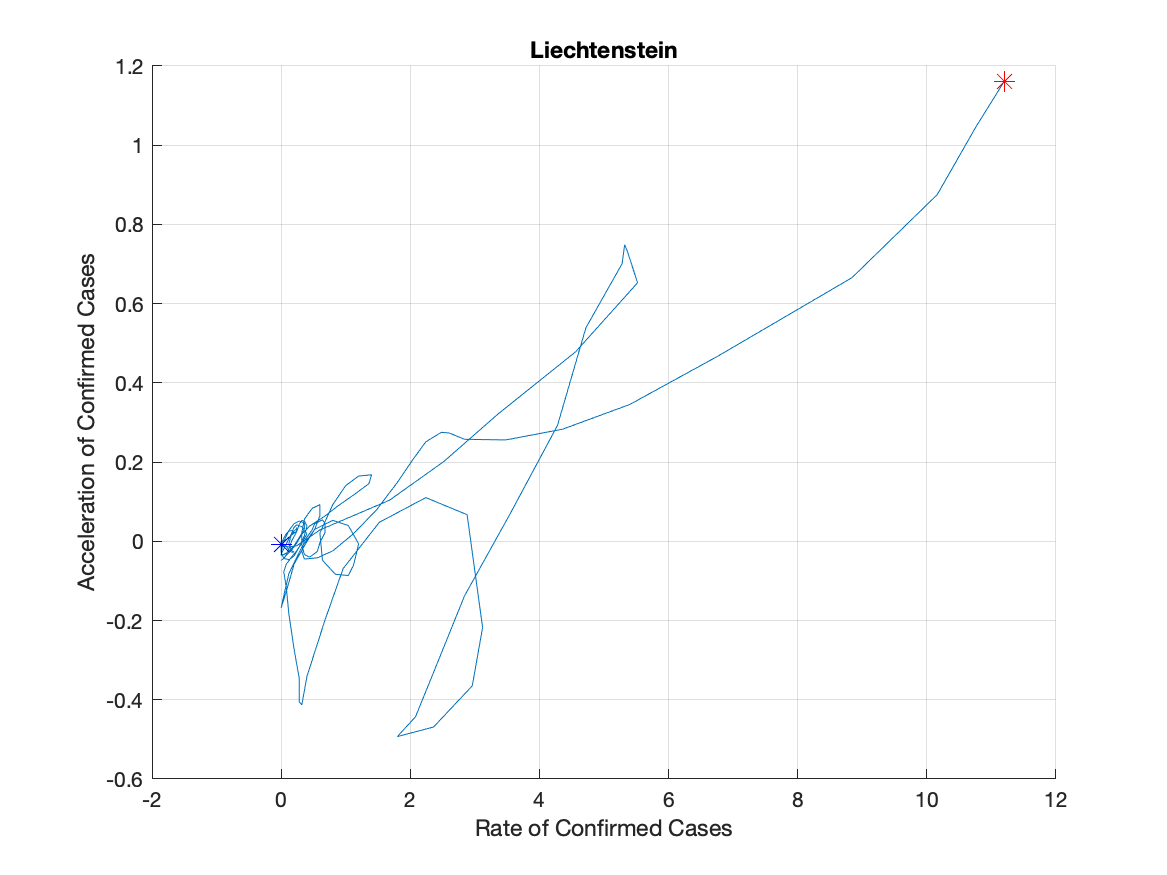 Liechtenstein
1.2
1
0.8
0.6
0.4
0.2
0
-0.2
-0.4
-0.6
Acceleration of Confirmed Cases
-2 0 2 4 6 8 10 12
Rate of Confirmed Cases